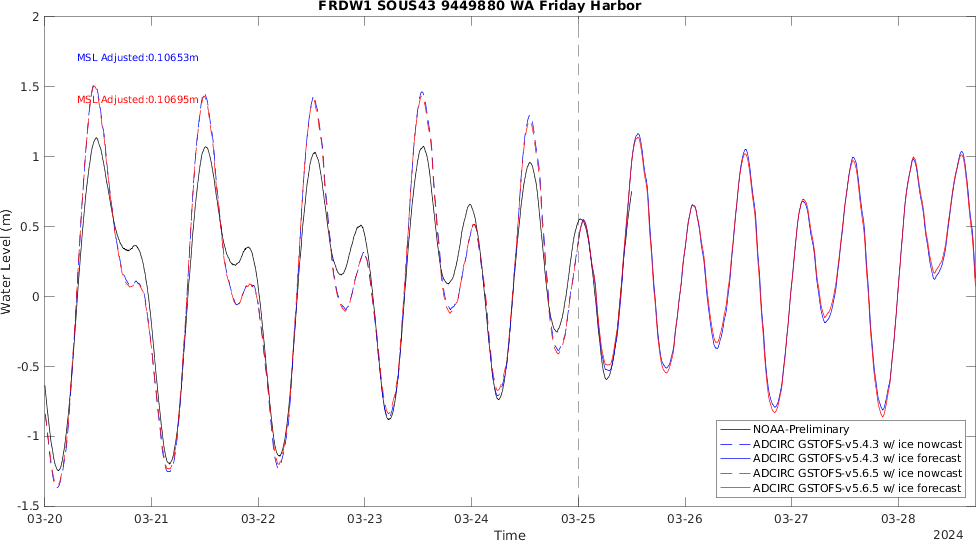 FRDW1 SOUS43 9449880 WA Friday Harbor
2
MSL Adjusted:0.10653m
1.5
MSL Adjusted:0.10695m
1
0.5
Water Level (m)
0
-0.5
-1
-1.5
NOAA-Preliminary
ADCIRC GSTOFS-v5.4.3 w/ ice nowcast
ADCIRC GSTOFS-v5.4.3 w/ ice forecast
ADCIRC GSTOFS-v5.6.5 w/ ice nowcast
ADCIRC GSTOFS-v5.6.5 w/ ice forecast
03-20 03-21 03-22 03-23 03-24 03-25 03-26 03-27 03-28
Time
2024